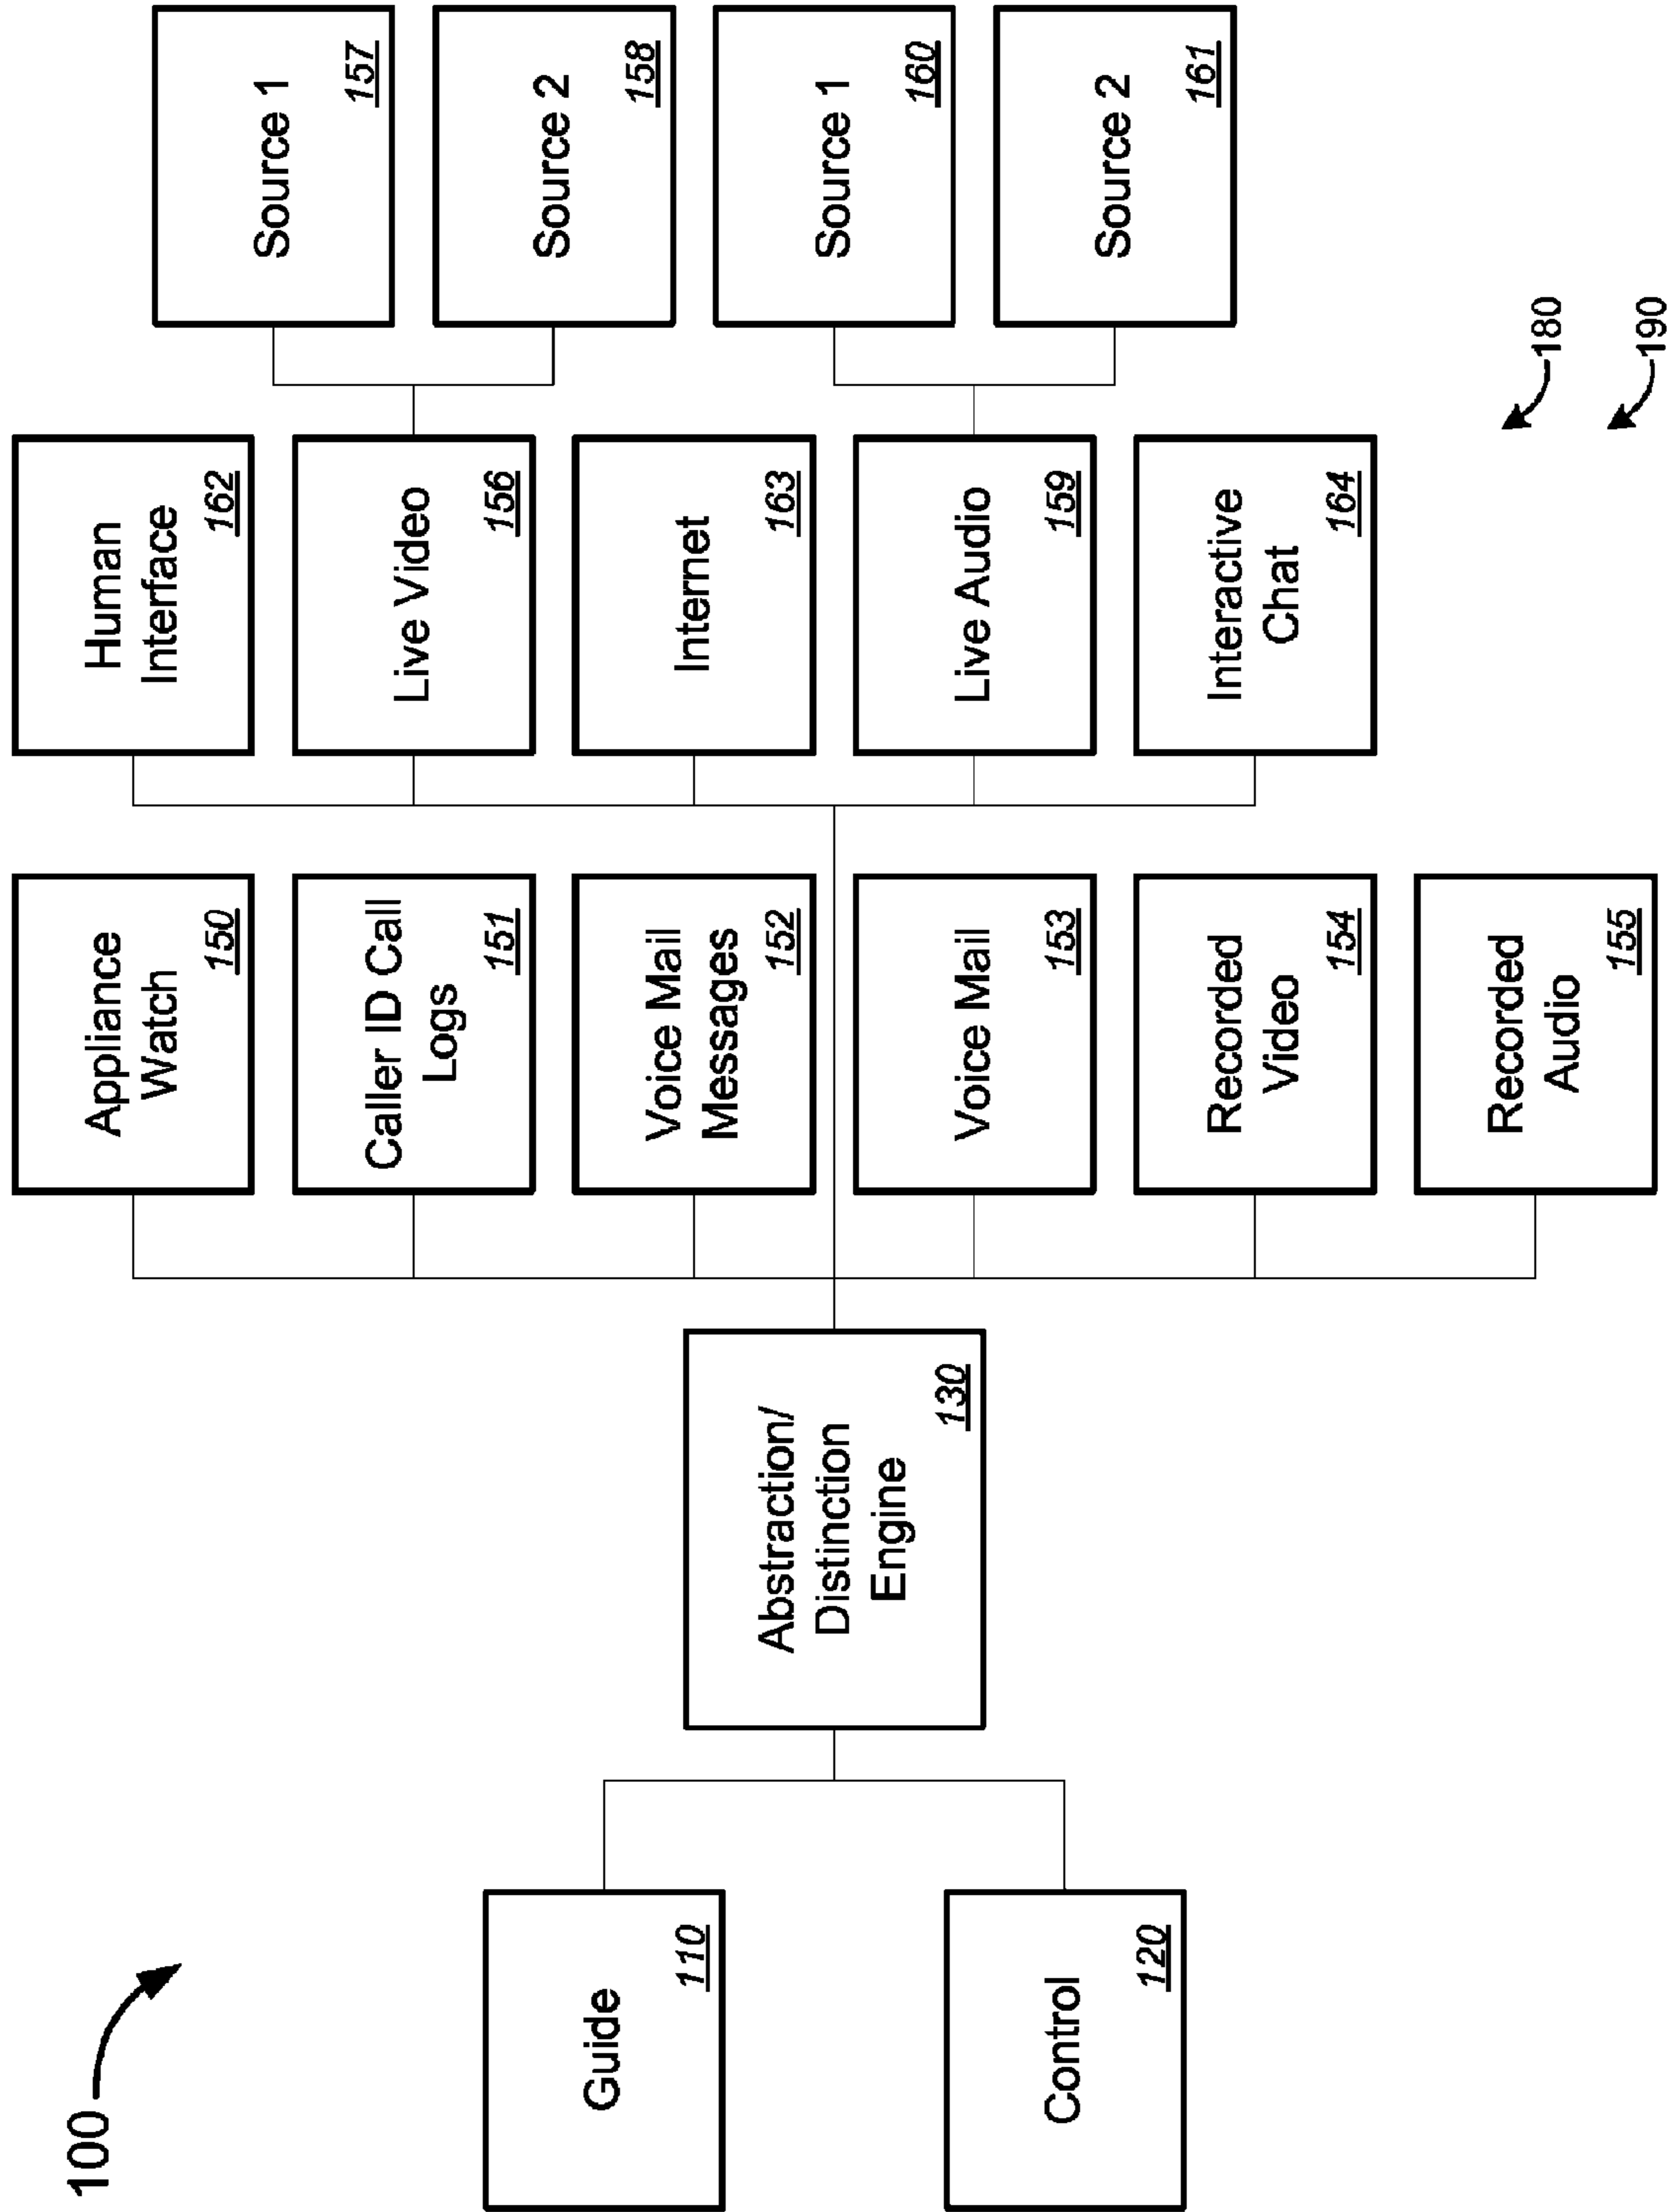 100
Guide
110
Control
120
Abstraction/
Distinction
Engine
130
Appliance
Watch
150
Caller ID Call
Logs
151
Voice Mail
Messages
152
Voice Mail
153
Recorded
Video
154
Recorded
Audio
155
Human
Interface
162
Live Video
156
Internet
163
Live Audio
159
Interactive
Chat
164
Source 1
157
Source 2
158
Source 1
160
Source 2
161
180
190